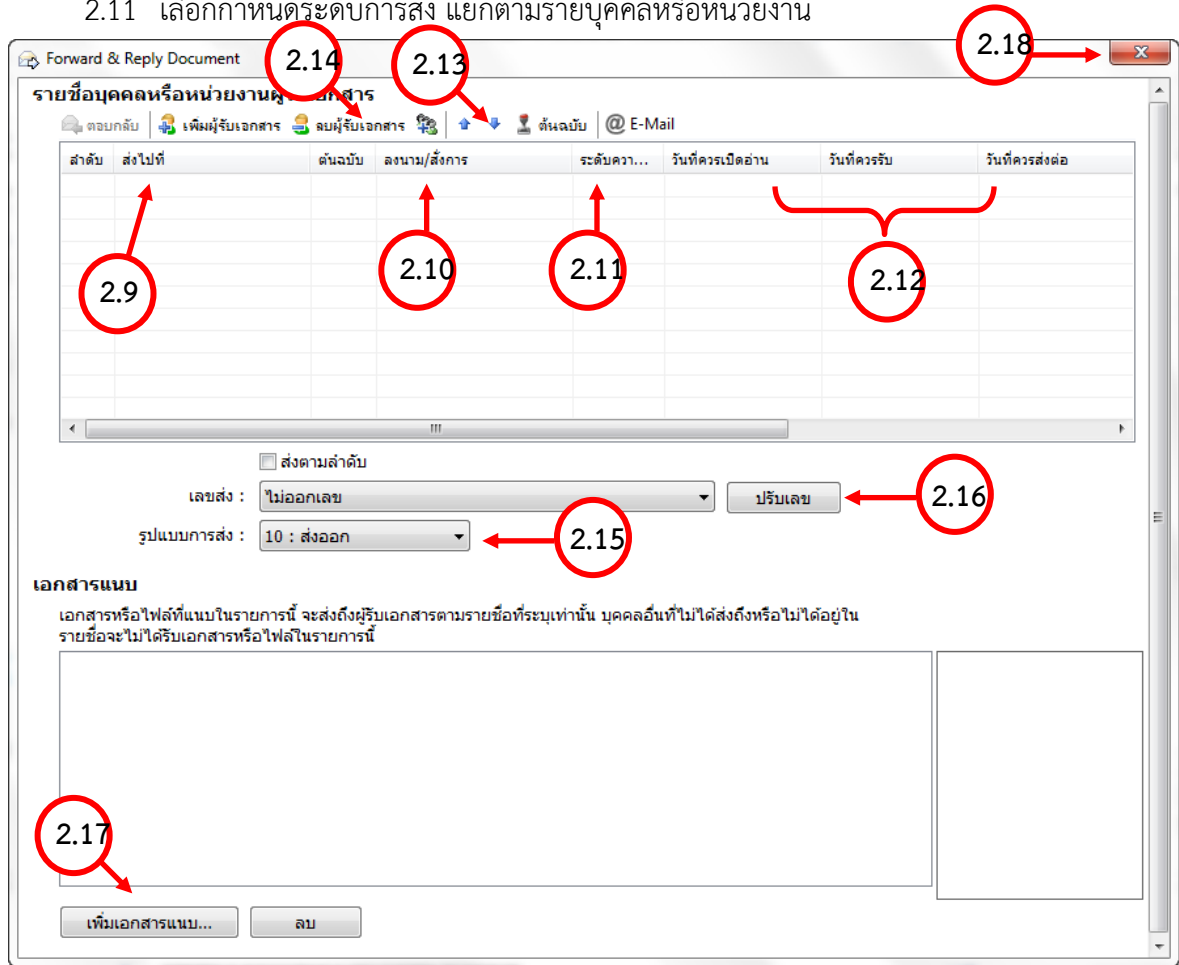 2.11 เลือกกำหนดระดับการส่ง แยกตามรายบุคคลหรือหน่วยงาน
2.18
Forward & Reply Document
2.14
2.13
รายชื่อบุคคลหรือหน่วยงานผู้รับเอกสาร
ตอบกลับ เพิ่มผู้รับเอกสาร ลบผู้รับเอกสาร ต้นฉบับ @ E-Mail
ลำดับ ส่งไปที่ ต้นฉบับ ลงนาม/สั่งการ ระดับควา... วันที่ควรเปิดอ่าน วันที่ควรรับ วันที่ควรส่งต่อ
2.9
2.10
2.11
2.12
ส่งตามลำดับ
เลขส่ง : ไม่ออกเลข ปรับเลข
2.16
รูปแบบการส่ง : 10 : ส่งออก
2.15
เอกสารแนบ
เอกสารหรือไฟล์ที่แนบในรายการนี้ จะส่งถึงผู้รับเอกสารตามรายชื่อที่ระบุเท่านั้น บุคคลอื่นที่ไม่ได้ส่งถึงหรือไม่ได้อยู่ใน
รายชื่อจะไม่ได้รับเอกสารหรือไฟล์ในรายการนี้
2.17
เพิ่มเอกสารแนบ... ลบ